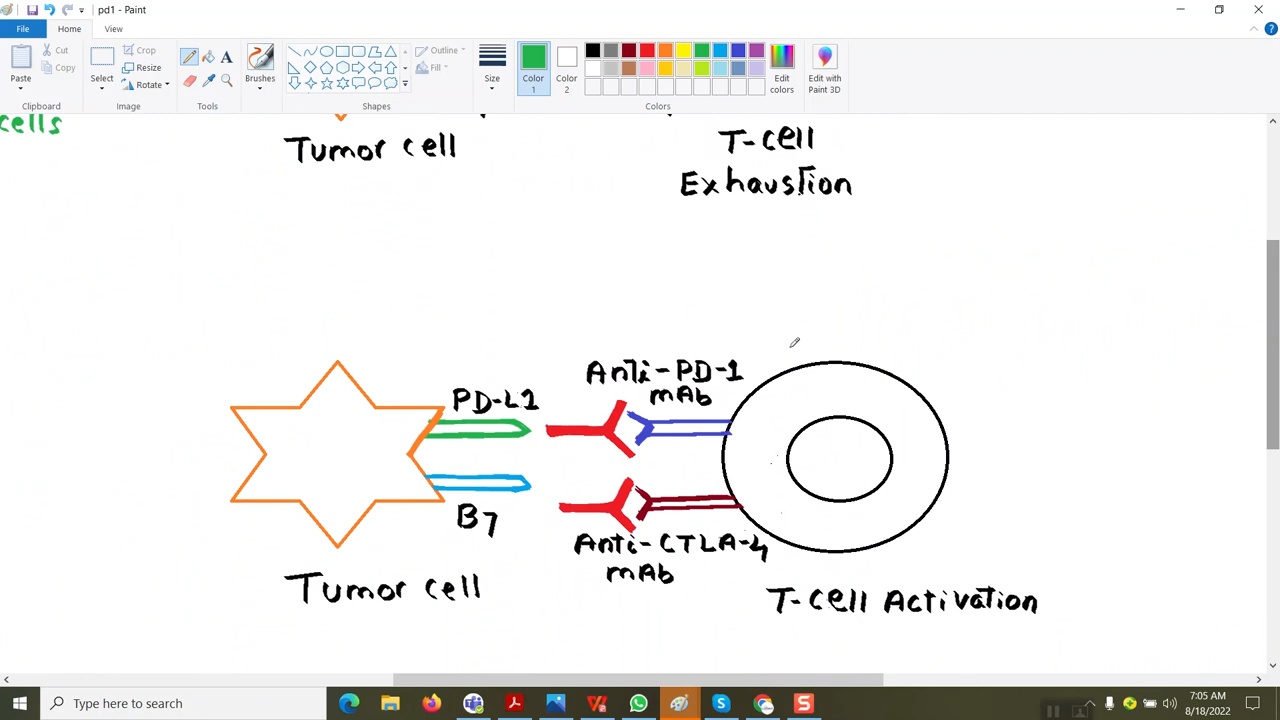 pd1 - Paint
File
Home
View
Paste
Cut
Copy
Clipboard
Select
Crop
Resize
Rotate
Image
Tools
Brushes
Shapes
Outline
Fill
Size
Color 1
Color 2
Edit colors
Edit with Paint 3D
Colors
cells
Tumor cell
T-cell
Exhaustion
Anti-PD-1
mAb
PD-L1
B7
Anti-CTLA-4
mAb
Tumor cell
T-cell Activation
Type here to search
7:05 AM
8/18/2022